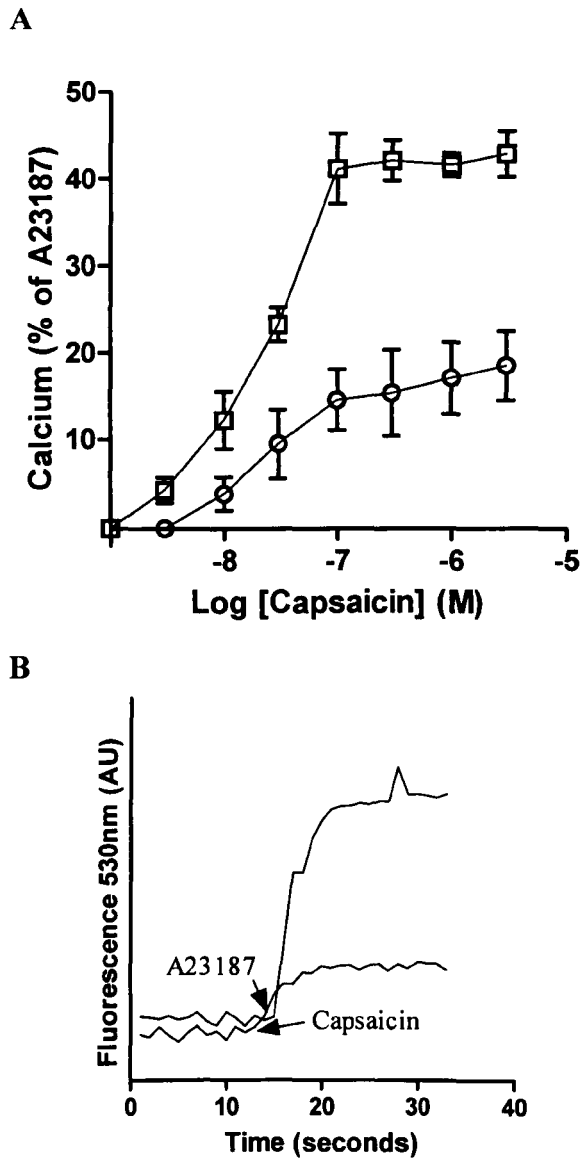 A
50
40
30
20
10
Calcium (% of A23187)
-8 -7 -6 -5
Log [Capsaicin] (M)
B
Fluorescence 530nm (AU)
A23187
Capsaicin
0 10 20 30 40
Time (seconds)